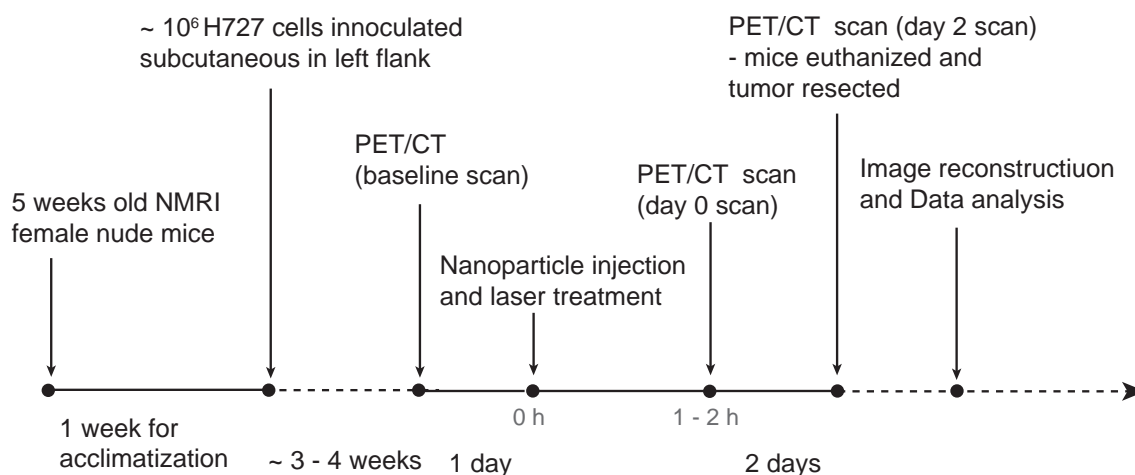 ~ 10⁶ H727 cells innoculated
subcutaneous in left flank
PET/CT scan (day 2 scan)
- mice euthanized and
tumor resected
PET/CT
(baseline scan)
PET/CT scan
(day 0 scan)
Image reconstructiuon
and Data analysis
5 weeks old NMRI
female nude mice
Nanoparticle injection
and laser treatment
0 h
1 - 2 h
1 week for
acclimatization
~ 3 - 4 weeks
1 day
2 days